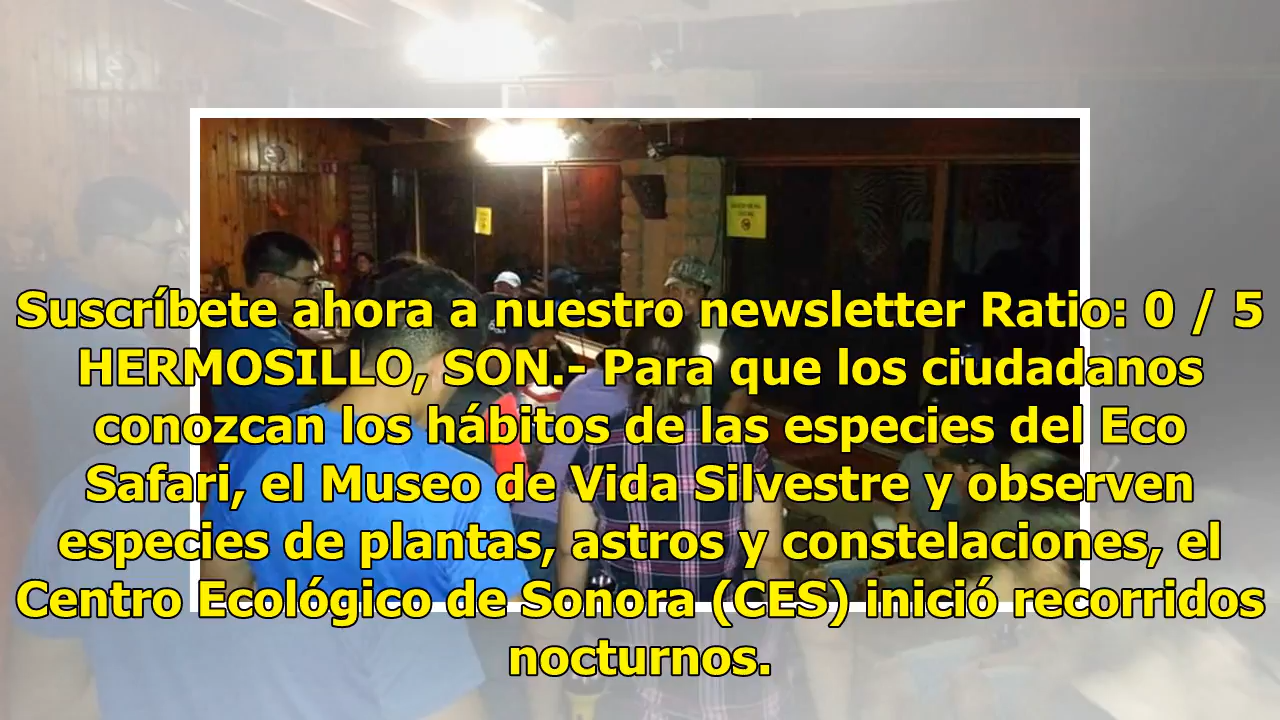 Suscríbete ahora a nuestro newsletter Ratio: 0 / 5
HERMOSILLO, SON.- Para que los ciudadanos
conozcan los hábitos de las especies del Eco
Safari, el Museo de Vida Silvestre y observen
especies de plantas, astros y constelaciones, el
Centro Ecológico de Sonora (CES) inició recorridos
nocturnos.